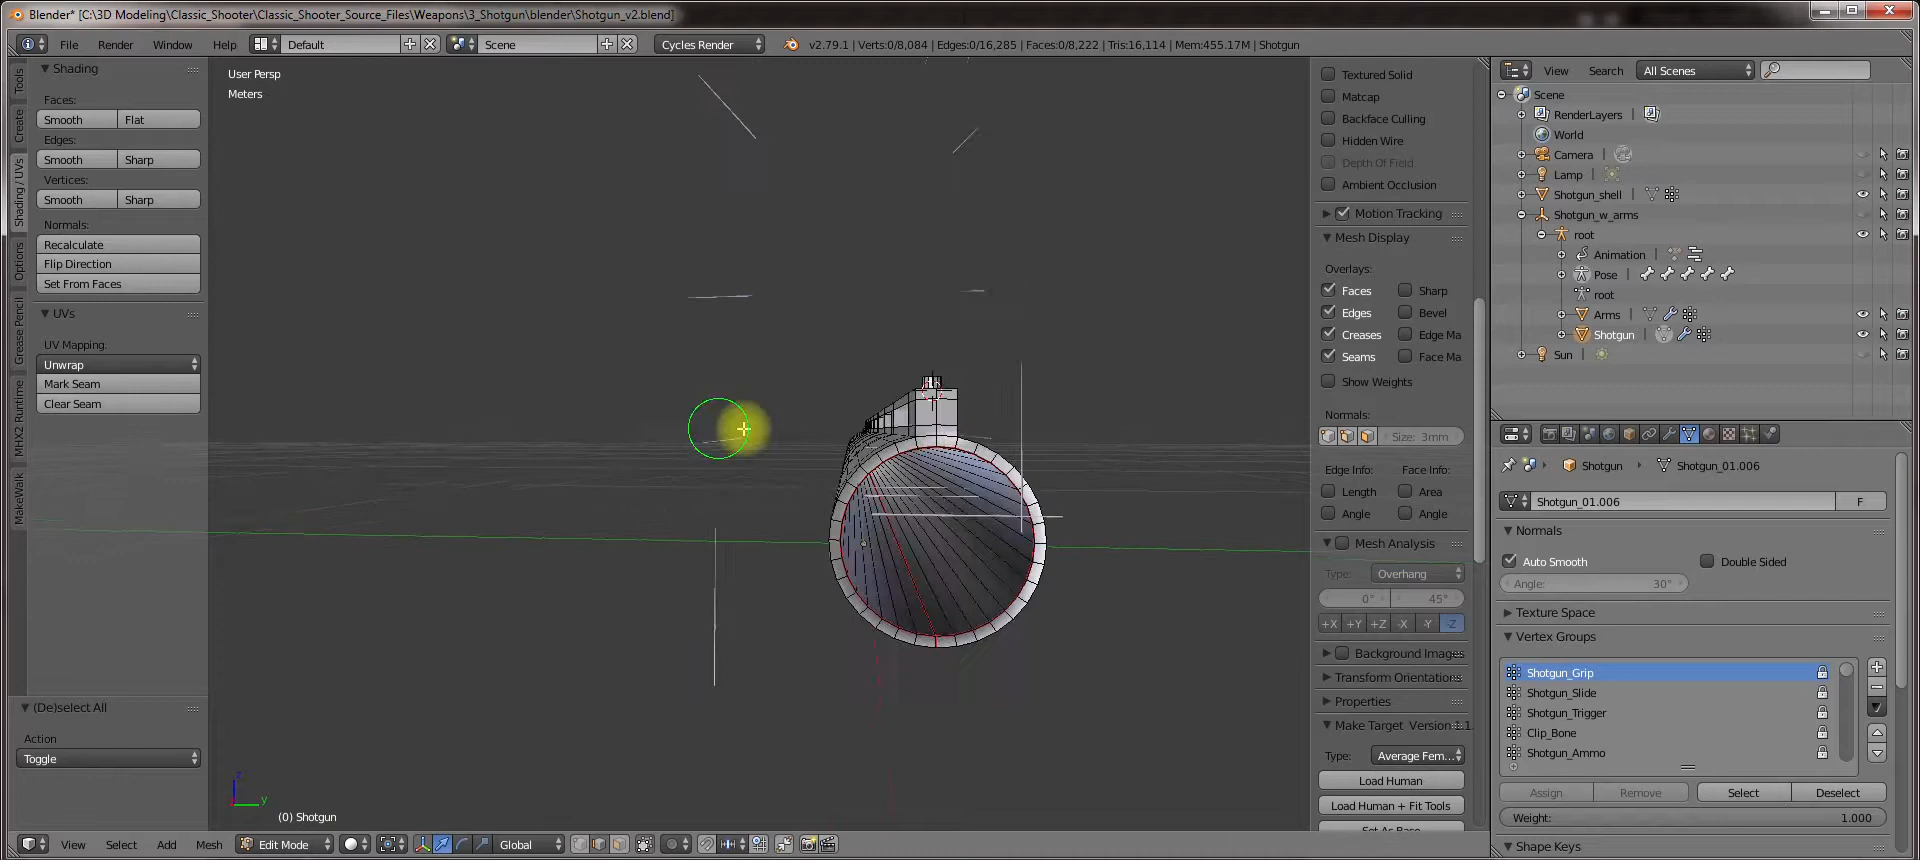 Blender* [C:\3D Modeling\Classic_Shooter\Classic_Shooter_Source_Files\Weapons\3_Shotgun\blender\Shotgun_v2.blend]
File Render Window Help Default Scene Cycles Render v2.79.1 | Verts:0/8,084 | Edges:0/16,285 | Faces:0/8,222 | Tris:16,114 | Mem:455.17M | Shotgun
Tools
Create
Shading / UVs
Options
Grease Pencil
MHX2 Runtime
MakeWalk
Shading
Faces:
Smooth Flat
Edges:
Smooth Sharp
Vertices:
Smooth Sharp
Normals:
Recalculate
Flip Direction
Set From Faces
UVs
UV Mapping:
Unwrap
Mark Seam
Clear Seam
(De)select All
Action
Toggle
User Persp
Meters
z
y
(0) Shotgun
View Select Add Mesh Edit Mode Global
Textured Solid
Matcap
Backface Culling
Hidden Wire
Depth Of Field
Ambient Occlusion
Motion Tracking
Mesh Display
Overlays:
Faces Sharp
Edges Bevel
Creases Edge Ma
Seams Face Ma
Show Weights
Normals:
Size: 3mm
Edge Info: Face Info:
Length Area
Angle Angle
Mesh Analysis
Type: Overhang
0° 45°
+X +Y +Z -X -Y -Z
Background Images
Transform Orientations
Properties
Make Target Version
Type: Average Fem...
Load Human
Load Human + Fit Tools
Set As Base
View Search All Scenes
Scene
RenderLayers
World
Camera
Lamp
Shotgun_shell
Shotgun_w_arms
root
Animation
Pose
root
Arms
Shotgun
Sun
Shotgun Shotgun_01.006
Shotgun_01.006 F
Normals
Auto Smooth Double Sided
Angle: 30°
Texture Space
Vertex Groups
Shotgun_Grip
Shotgun_Slide
Shotgun_Trigger
Clip_Bone
Shotgun_Ammo
Assign Remove Select Deselect
Weight: 1.000
Shape Keys